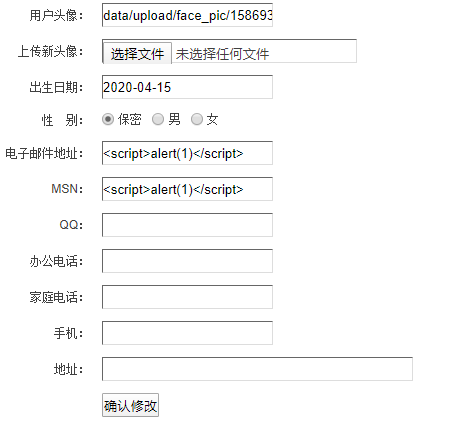 用户头像： data/upload/face_pic/158693
上传新头像： 选择文件 未选择任何文件
出生日期： 2020-04-15
性 别： 保密 男 女
电子邮件地址： <script>alert(1)</script>
MSN： <script>alert(1)</script>
QQ：
办公电话：
家庭电话：
手机：
地址：
确认修改